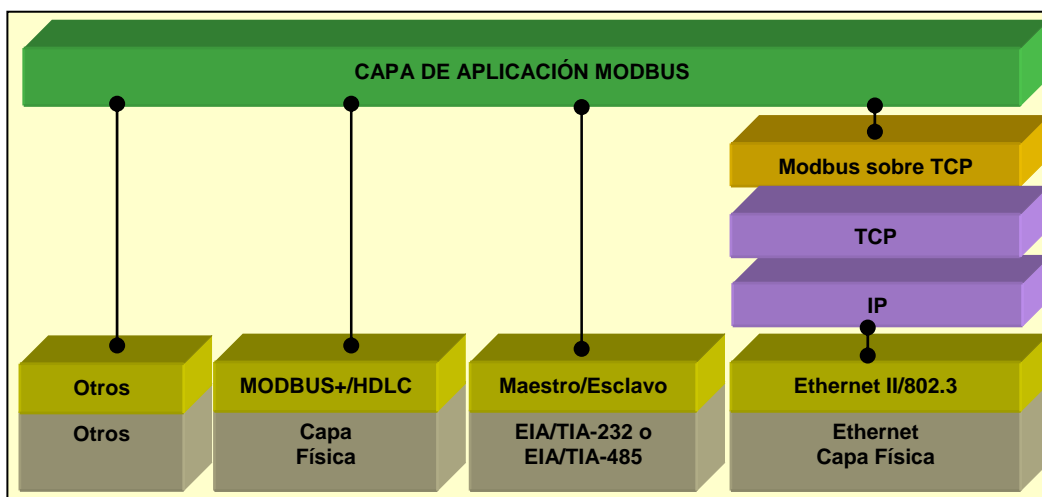 CAPA DE APLICACIÓN MODBUS
Modbus sobre TCP
TCP
IP
Otros
MODBUS+/HDLC
Maestro/Esclavo
Ethernet II/802.3
Otros
Capa
Física
EIA/TIA-232 o
EIA/TIA-485
Ethernet
Capa Física